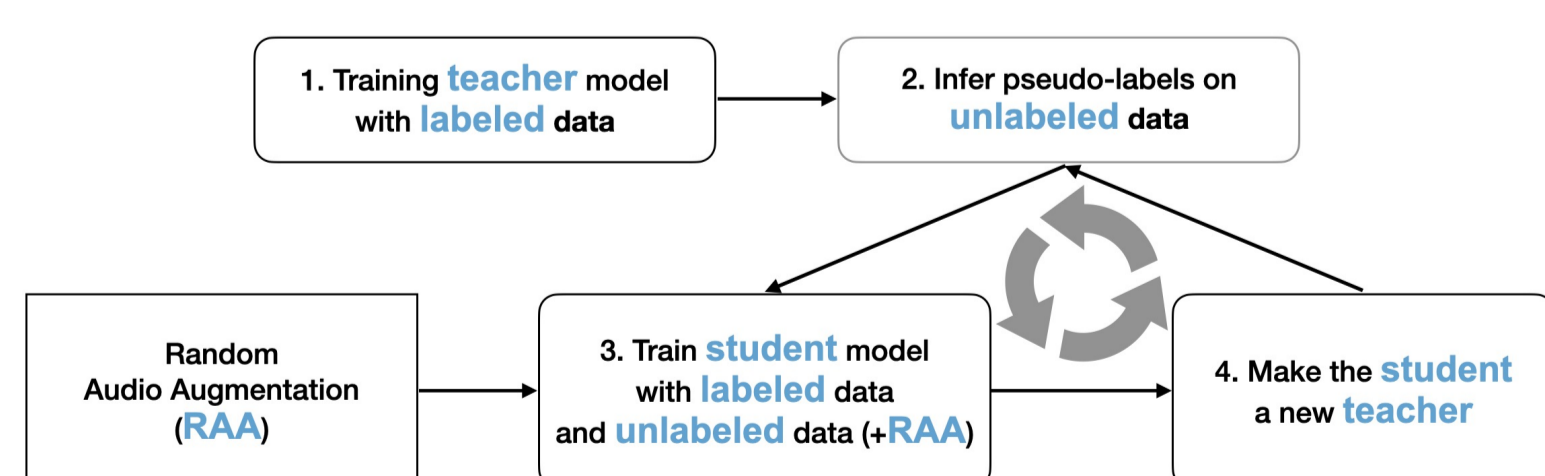 1. Training teacher model
with labeled data
2. Infer pseudo-labels on
unlabeled data
Random
Audio Augmentation
(RAA)
3. Train student model
with labeled data
and unlabeled data (+RAA)
4. Make the student
a new teacher